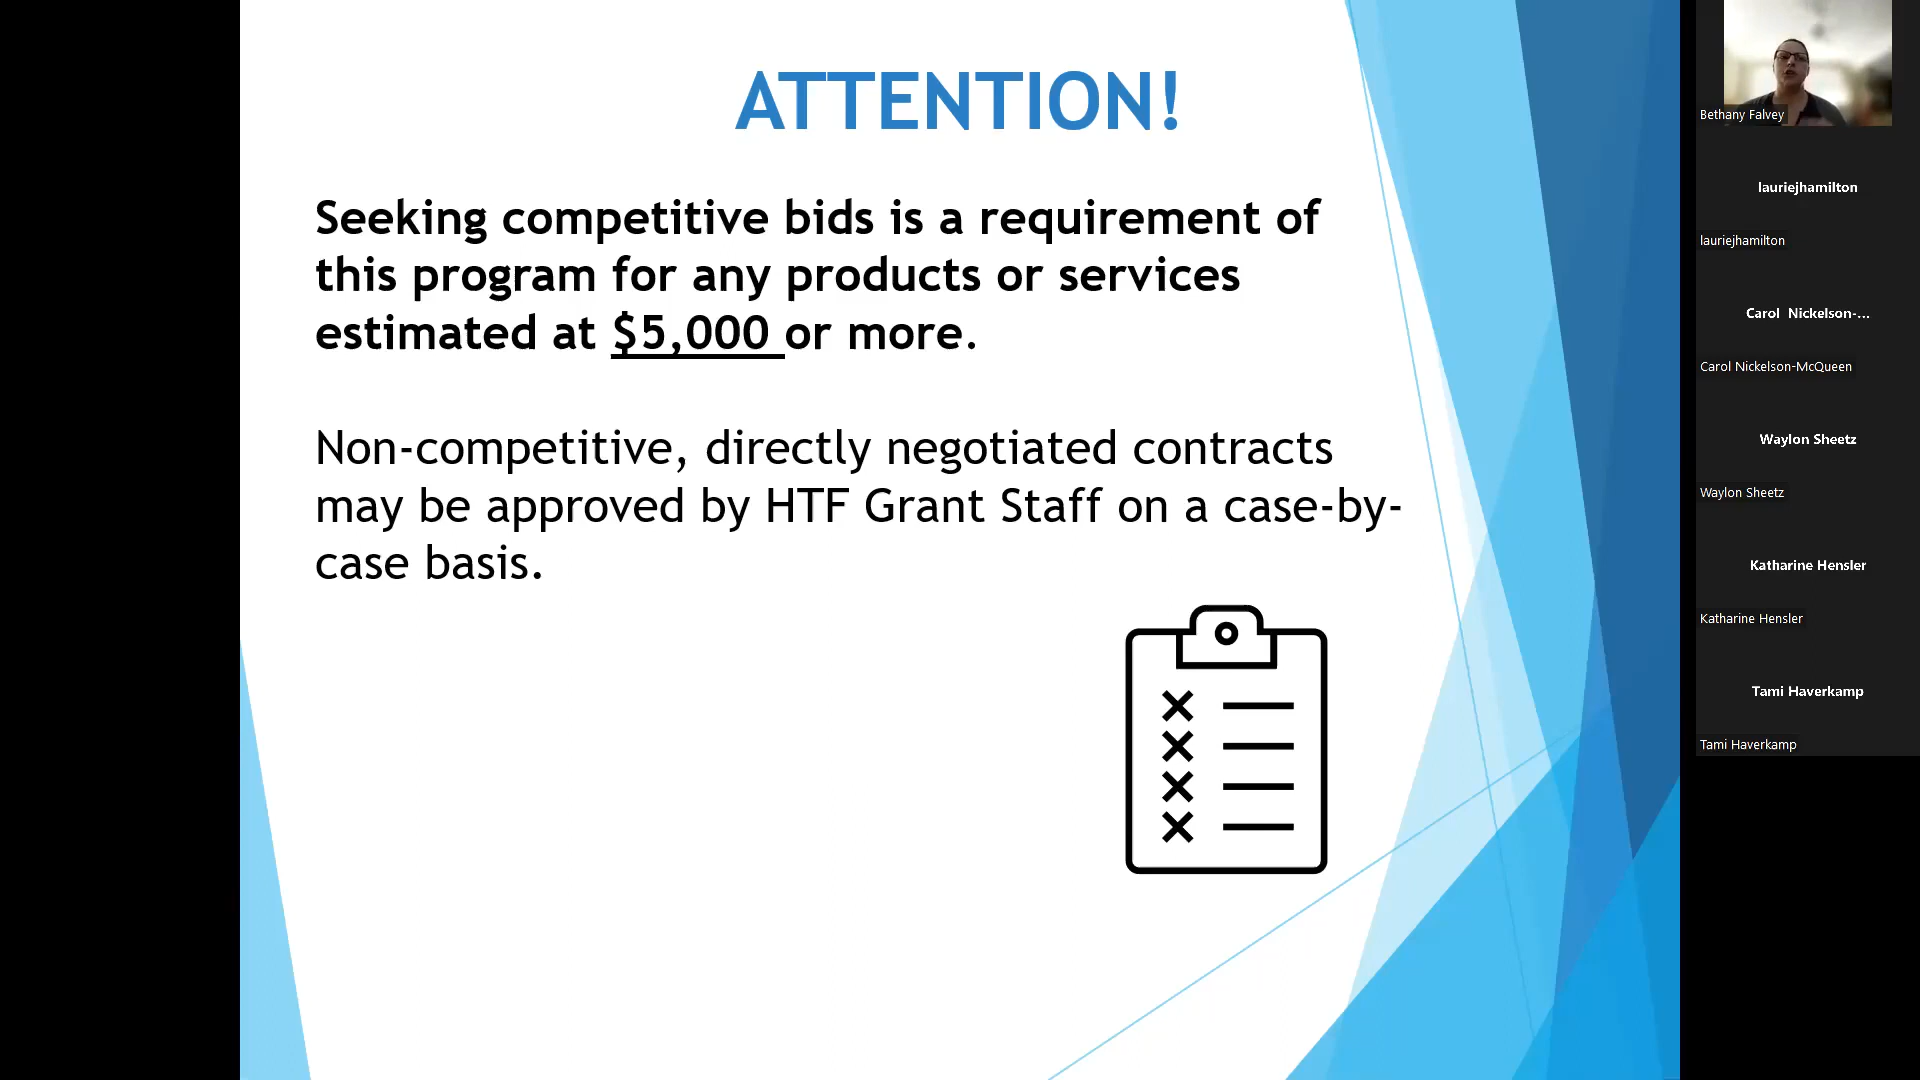 ATTENTION!
Seeking competitive bids is a requirement of
this program for any products or services
estimated at $5,000 or more.
Non-competitive, directly negotiated contracts
may be approved by HTF Grant Staff on a case-by-
case basis.
Bethany Falvey
lauriejhamilton
lauriejhamilton
Carol Nickelson-...
Carol Nickelson-McQueen
Waylon Sheetz
Waylon Sheetz
Katharine Hensler
Katharine Hensler
Tami Haverkamp
Tami Haverkamp